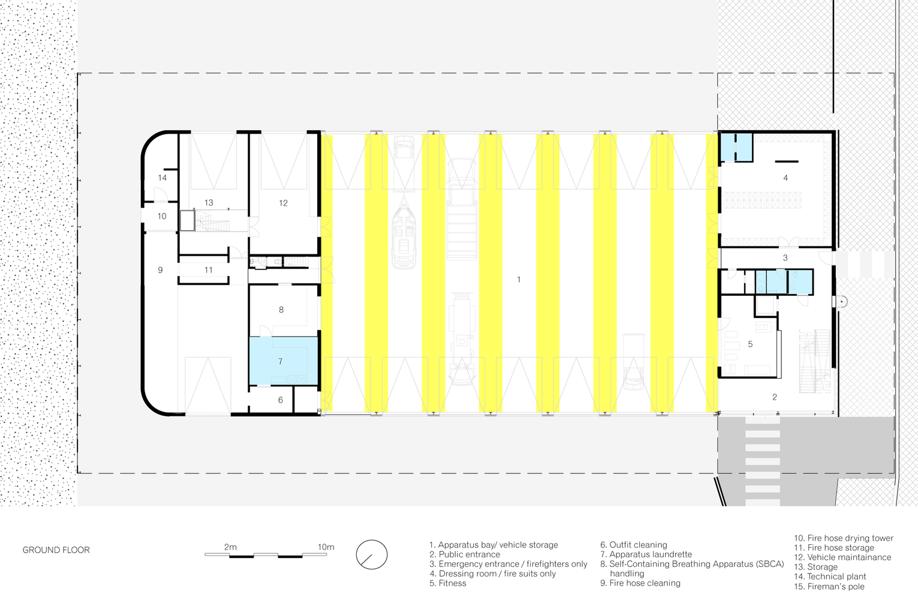 14
4
13
12
10
3
9
11
1
8
5
7
6
2
GROUND FLOOR
2m
10m
1. Apparatus bay/ vehicle storage
2. Public entrance
3. Emergency entrance / firefighters only
4. Dressing room / fire suits only
5. Fitness
6. Outfit cleaning
7. Apparatus laundrette
8. Self-Containing Breathing Apparatus (SBCA)
handling
9. Fire hose cleaning
10. Fire hose drying tower
11. Fire hose storage
12. Vehicle maintainance
13. Storage
14. Technical plant
15. Fireman's pole